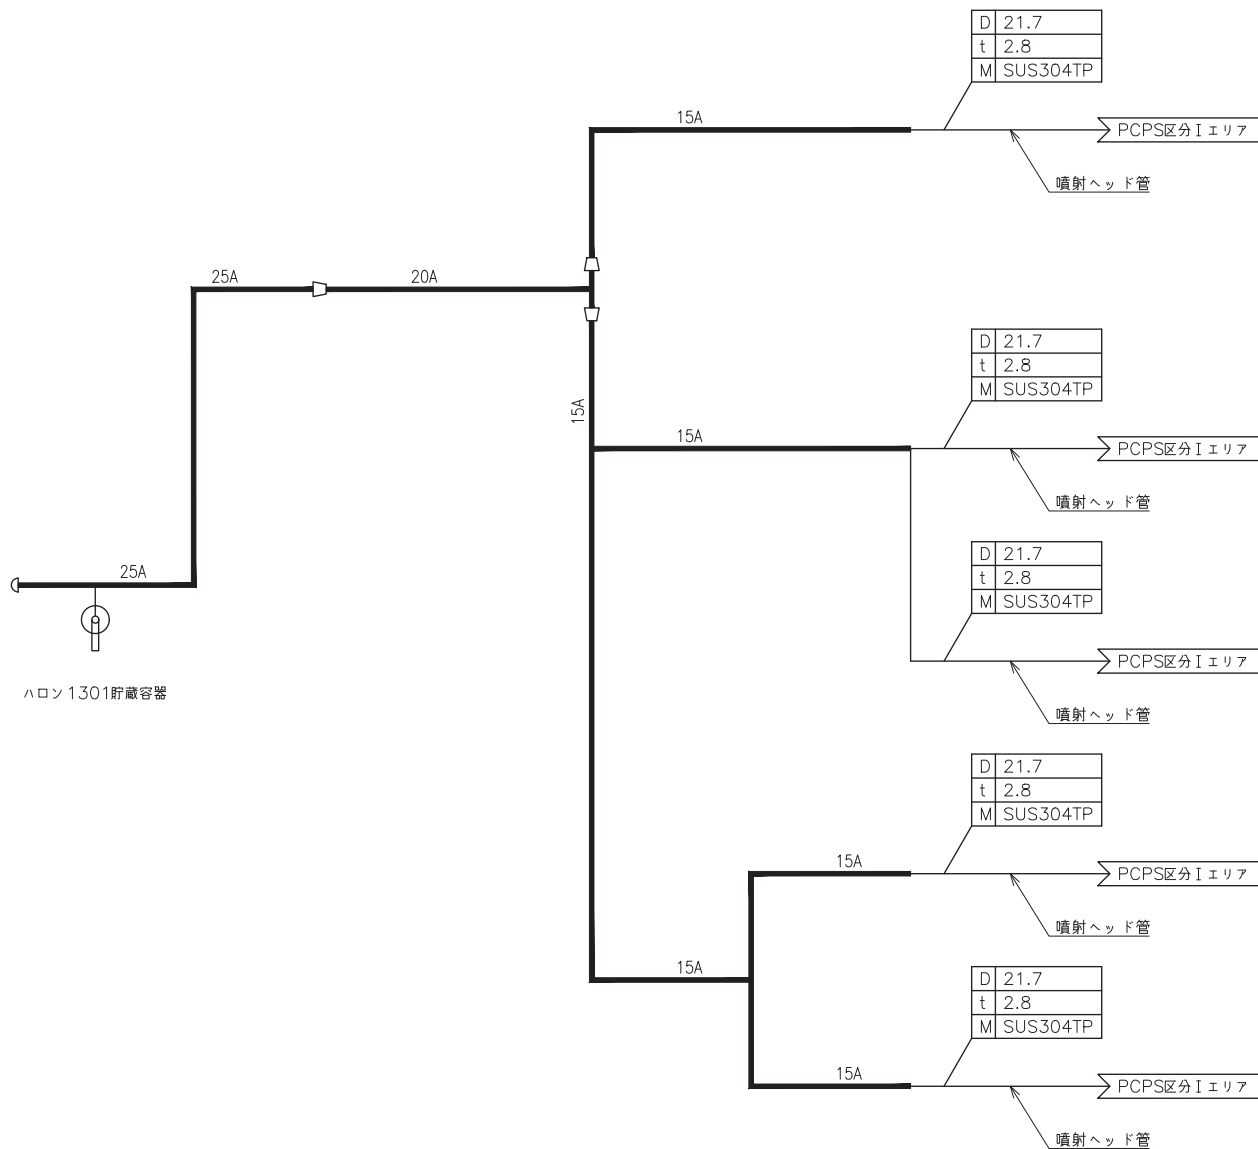 D 21.7
t 2.8
M SUS304TP
15A
PCPS区分Ⅰエリア
噴射ヘッド管
25A
20A
D 21.7
t 2.8
M SUS304TP
15A
15A
PCPS区分Ⅰエリア
噴射ヘッド管
D 21.7
t 2.8
M SUS304TP
25A
PCPS区分Ⅰエリア
ハロン1301貯蔵容器
噴射ヘッド管
D 21.7
t 2.8
M SUS304TP
15A
PCPS区分Ⅰエリア
噴射ヘッド管
15A
D 21.7
t 2.8
M SUS304TP
15A
PCPS区分Ⅰエリア
噴射ヘッド管